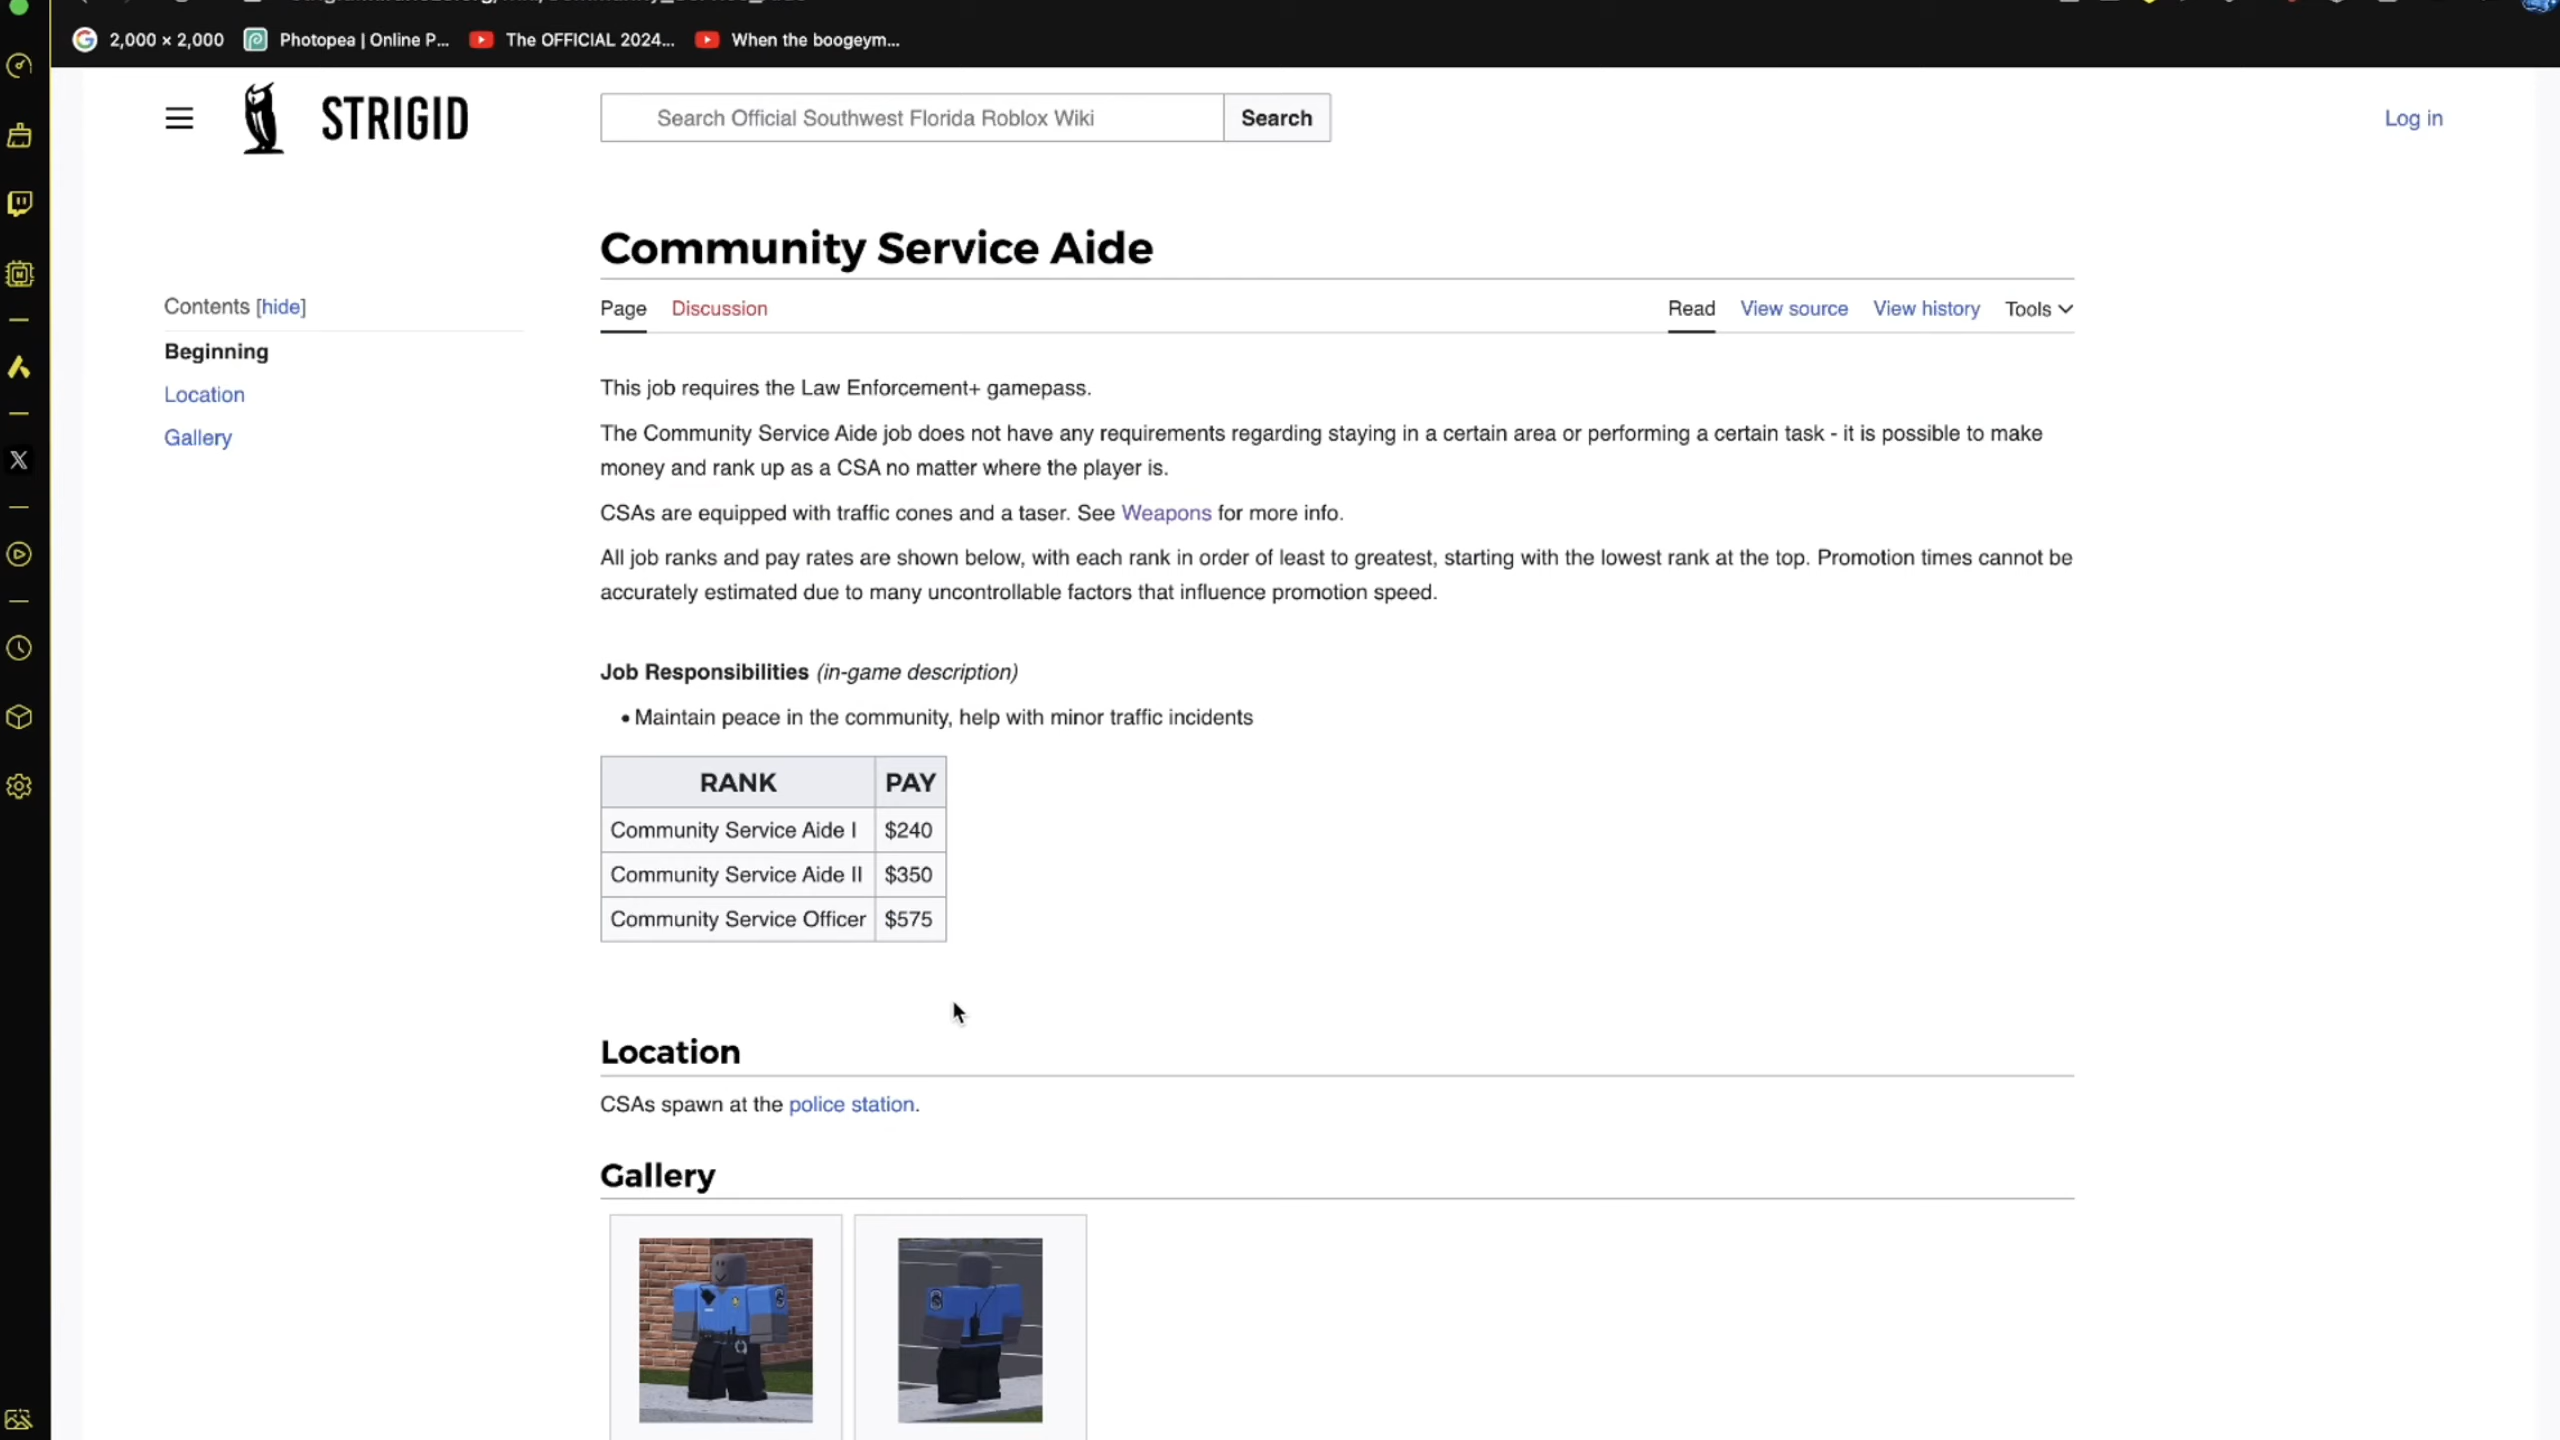 2,000 × 2,000
Photopea | Online P...
The OFFICIAL 2024...
When the boogeym...
STRIGID
Search Official Southwest Florida Roblox Wiki
Search
Log in
Community Service Aide
Contents [hide]
Beginning
Location
Gallery
Page
Discussion
Read
View source
View history
Tools
This job requires the Law Enforcement+ gamepass.
The Community Service Aide job does not have any requirements regarding staying in a certain area or performing a certain task - it is possible to make
money and rank up as a CSA no matter where the player is.
CSAs are equipped with traffic cones and a taser. See Weapons for more info.
All job ranks and pay rates are shown below, with each rank in order of least to greatest, starting with the lowest rank at the top. Promotion times cannot be
accurately estimated due to many uncontrollable factors that influence promotion speed.
Job Responsibilities (in-game description)
• Maintain peace in the community, help with minor traffic incidents
RANK PAY
Community Service Aide I $240
Community Service Aide II $350
Community Service Officer $575
Location
CSAs spawn at the police station.
Gallery